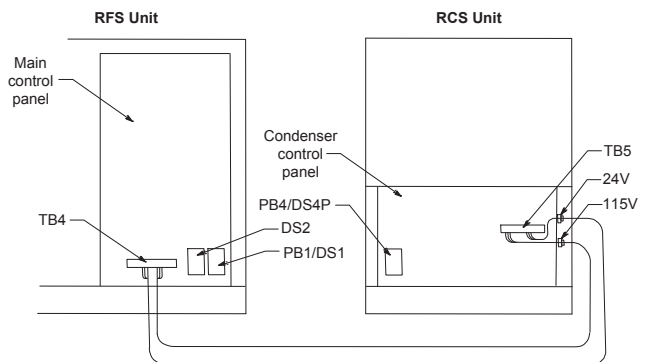 RFS Unit
RCS Unit
Main
control
panel
Condenser
control
panel
TB5
24V
115V
PB4/DS4P
TB4
DS2
PB1/DS1